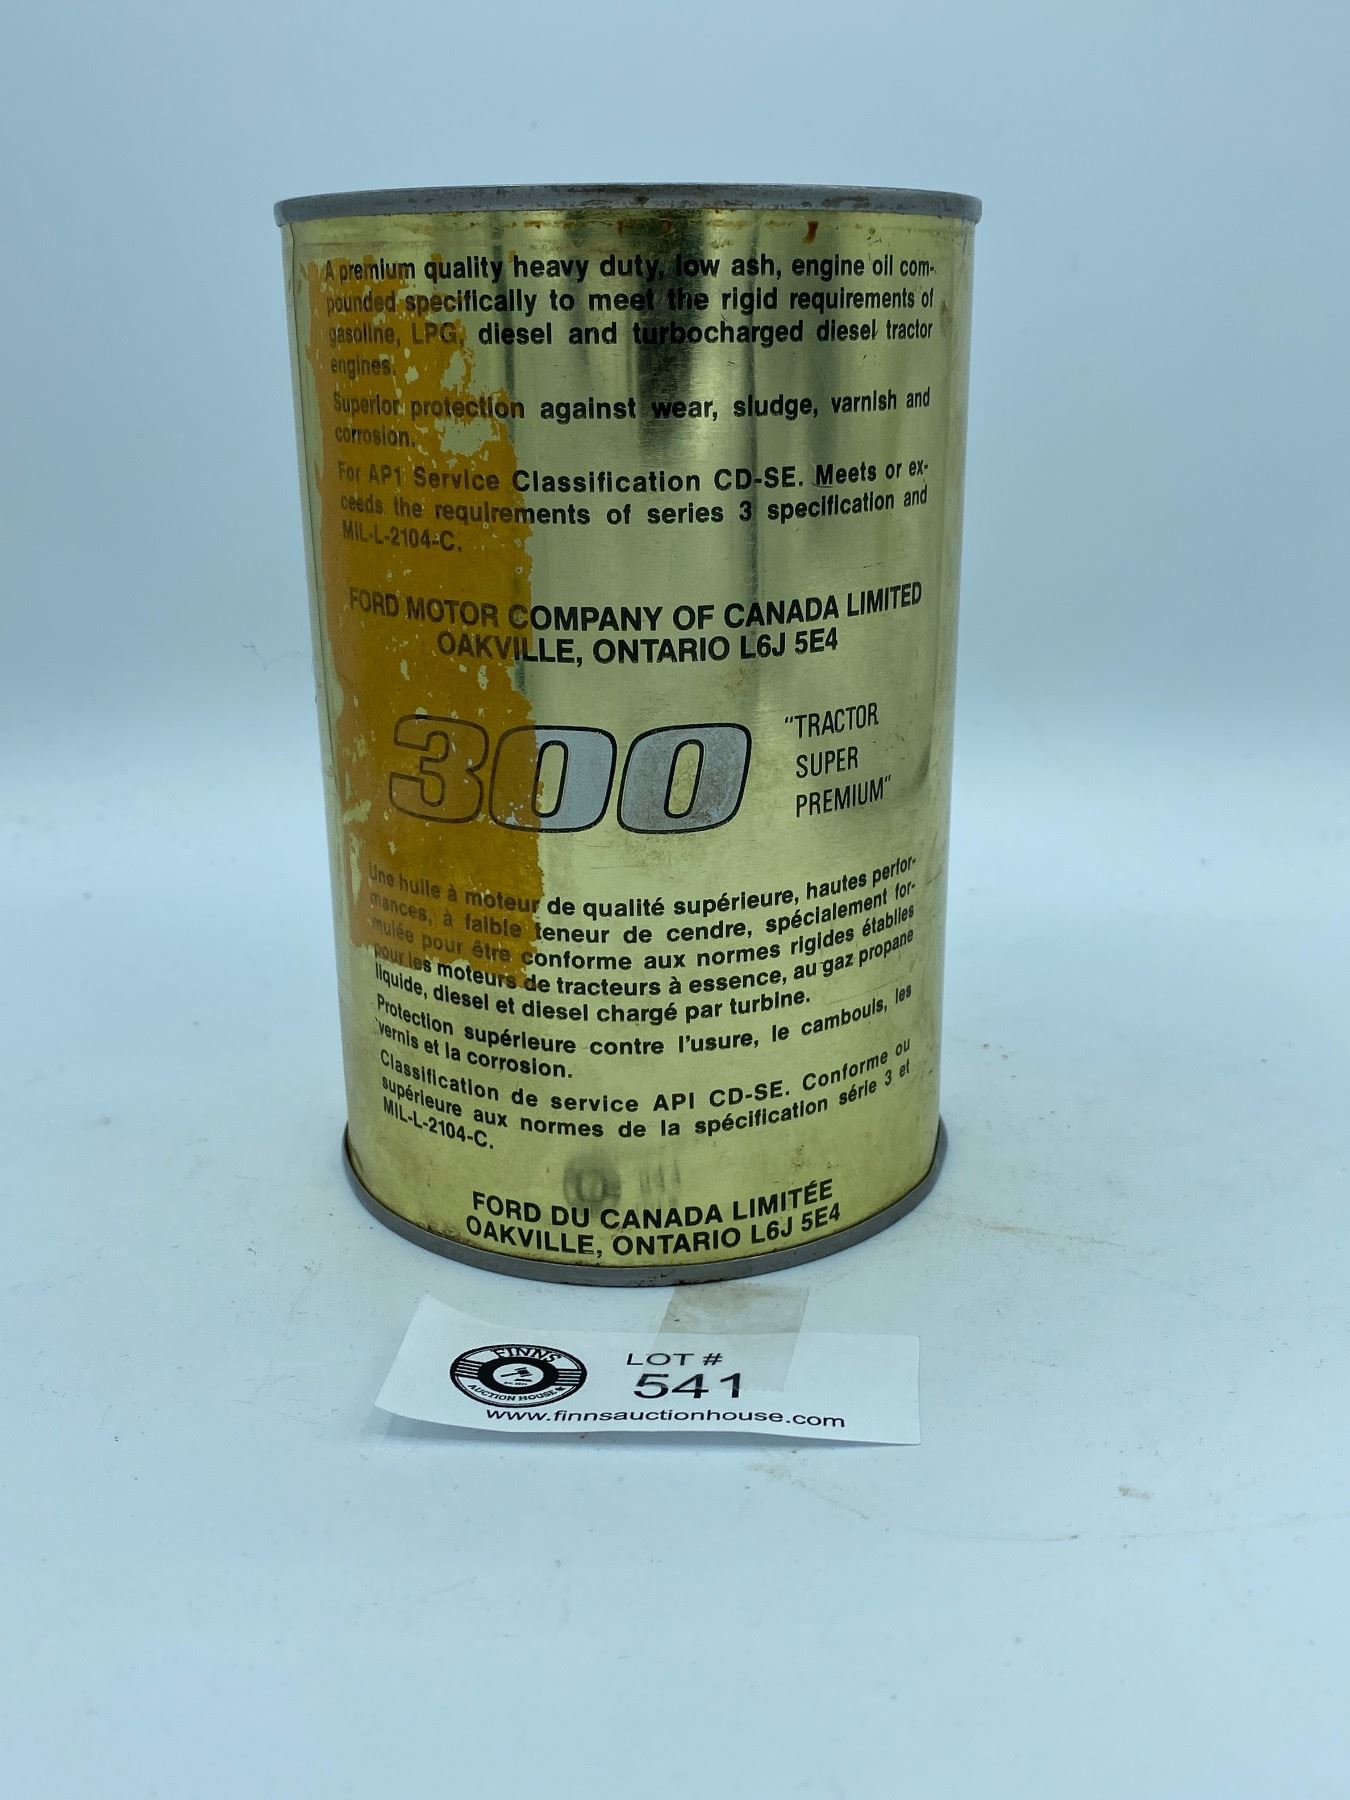 A premium quality heavy duty, low ash, engine oil com-
pounded specifically to meet the rigid requirements of
gasoline, LPG, diesel and turbocharged diesel tractor
engines.
Superior protection against wear, sludge, varnish and
corrosion.
For AP1 Service Classification CD-SE. Meets or ex-
ceeds the requirements of series 3 specification and
MIL-L-2104-C.
FORD MOTOR COMPANY OF CANADA LIMITED
OAKVILLE, ONTARIO L6J 5E4
300
"TRACTOR
SUPER
PREMIUM"
Une huile à moteur de qualité supérieure, hautes perfor-
mances, à faible teneur de cendre, spécialement for-
mulée pour être conforme aux normes rigides établies
pour les moteurs de tracteurs à essence, au gaz propane
liquide, diesel et diesel chargé par turbine.
Protection supérieure contre l'usure, le cambouis, les
vernis et la corrosion.
Classification de service API CD-SE. Conforme ou
supérieure aux normes de la spécification série 3 et
MIL-L-2104-C.
FORD DU CANADA LIMITÉE
OAKVILLE, ONTARIO L6J 5E4
FINNS
AUCTION HOUSE
LOT #
541
www.finnsauctionhouse.com